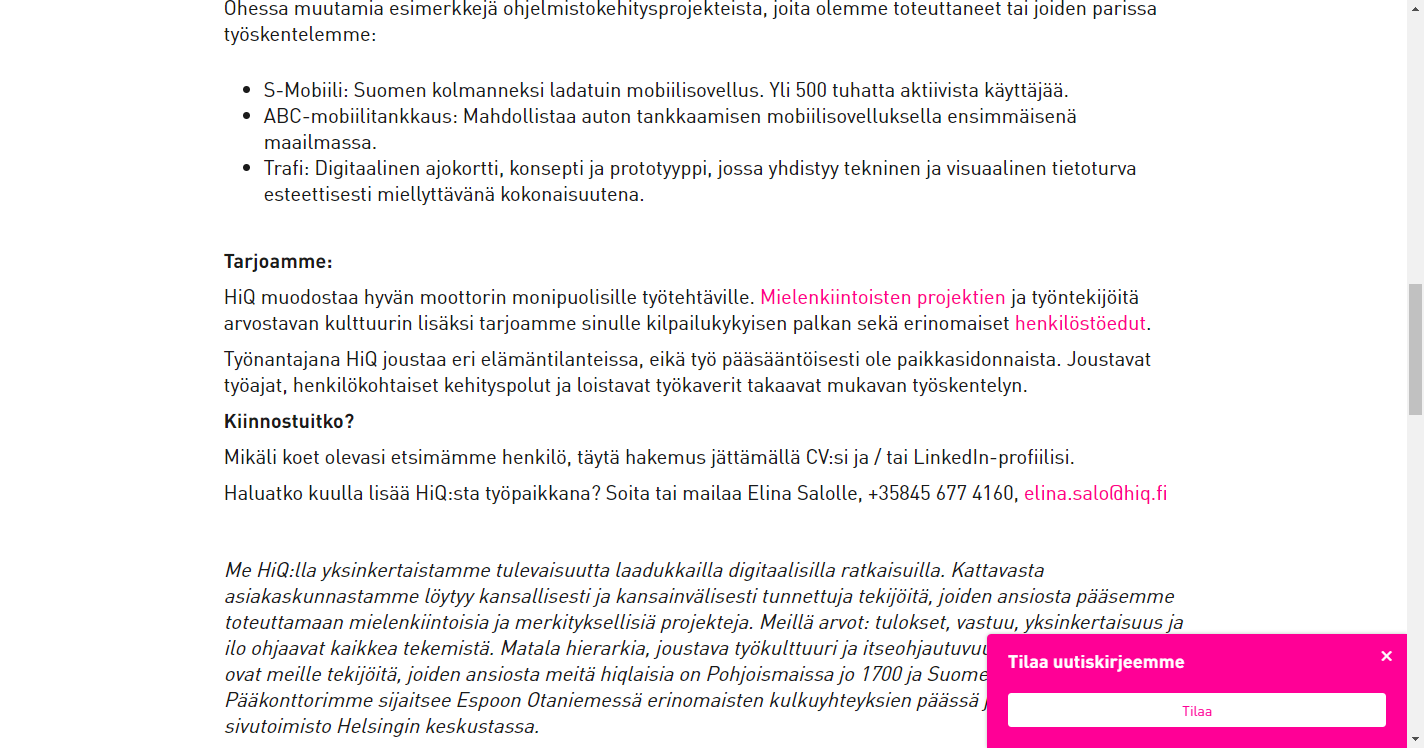 Ohessa muutamia esimerkkejä ohjelmistokehitysprojekteista, joita olemme toteuttaneet tai joiden parissa
työskentelemme:
S-Mobiili: Suomen kolmanneksi ladatuin mobiilisovellus. Yli 500 tuhatta aktiivista käyttäjää.
ABC-mobiilitankkaus: Mahdollistaa auton tankkaamisen mobiilisovelluksella ensimmäisenä
maailmassa.
Trafi: Digitaalinen ajokortti, konsepti ja prototyyppi, jossa yhdistyy tekninen ja visuaalinen tietoturva
esteettisesti miellyttävänä kokonaisuutena.
Tarjoamme:
HiQ muodostaa hyvän moottorin monipuolisille työtehtäville. Mielenkiintoisten projektien ja työntekijöitä
arvostavan kulttuurin lisäksi tarjoamme sinulle kilpailukykyisen palkan sekä erinomaiset henkilöstöedut.
Työnantajana HiQ joustaa eri elämäntilanteissa, eikä työ pääsääntöisesti ole paikkasidonnaista. Joustavat
työajat, henkilökohtaiset kehityspolut ja loistavat työkaverit takaavat mukavan työskentelyn.
Kiinnostuitko?
Mikäli koet olevasi etsimämme henkilö, täytä hakemus jättämällä CV:si ja / tai LinkedIn-profiilisi.
Haluatko kuulla lisää HiQ:sta työpaikkana? Soita tai mailaa Elina Salolle, +35845 677 4160, elina.salo@hiq.fi
Me HiQ:lla yksinkertaistamme tulevaisuutta laadukkailla digitaalisilla ratkaisuilla. Kattavasta
asiakaskunnastamme löytyy kansallisesti ja kansainvälisesti tunnettuja tekijöitä, joiden ansiosta pääsemme
toteuttamaan mielenkiintoisia ja merkityksellisiä projekteja. Meillä arvot: tulokset, vastuu, yksinkertaisuus ja
ilo ohjaavat kaikkea tekemistä. Matala hierarkia, joustava työkulttuuri ja
ovat meille tekijöitä, joiden ansiosta meitä hiqlaisia on Pohjoismaissa jo 1700 ja
Pääkonttorimme sijaitsee Espoon Otaniemessä erinomaisten kulkuyhteyksien päässä
sivutoimisto Helsingin keskustassa.
Tilaa uutiskirjeemme
×
Tilaa